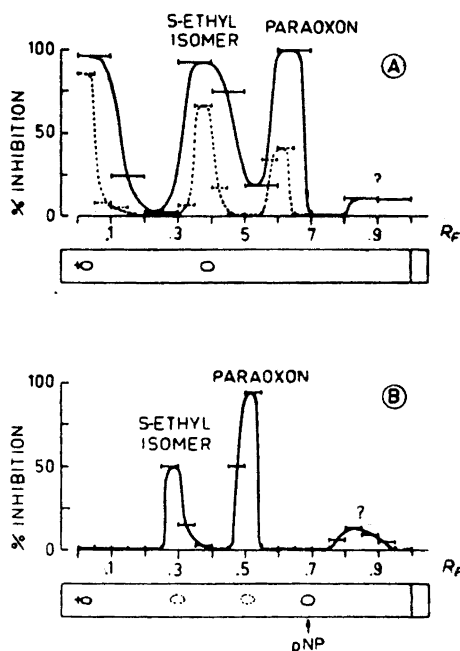 S-ETHYL
ISOMER
PARAOXON
A
% INHIBITION
100
50
0
?
.1
.3
.5
.7
.9
RF
B
PARAOXON
S-ETHYL
ISOMER
% INHIBITION
100
50
0
?
.1
.3
.5
.7
.9
RF
pNP